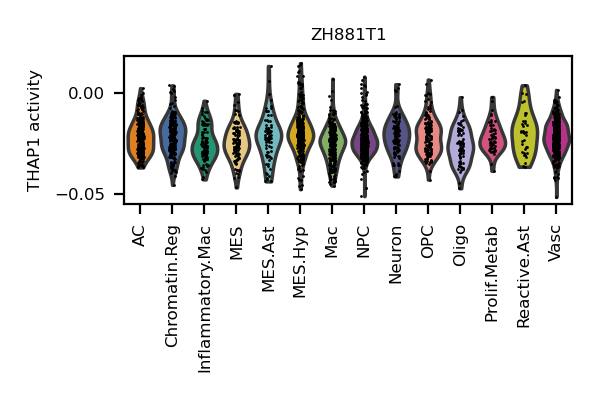 ZH881T1
THAP1 activity
0.00
−0.05
AC
Chromatin.Reg
Inflammatory.Mac
MES
MES.Ast
MES.Hyp
Mac
NPC
Neuron
OPC
Oligo
Prolif.Metab
Reactive.Ast
Vasc